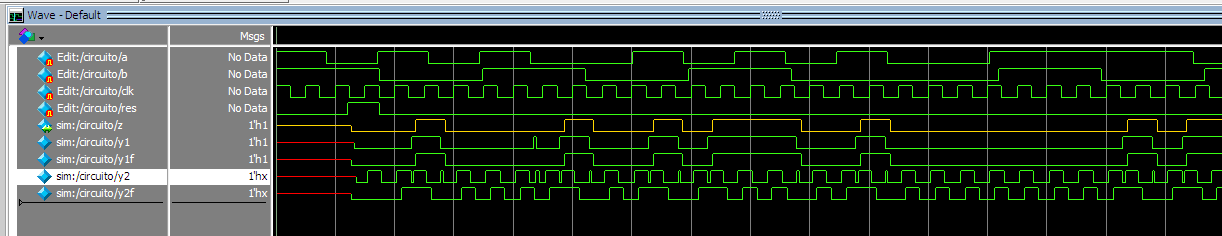 Wave - Default
Msgs
Edit:/circuito/a No Data
Edit:/circuito/b No Data
Edit:/circuito/clk No Data
Edit:/circuito/res No Data
sim:/circuito/z 1'h1
sim:/circuito/y1 1'h1
sim:/circuito/y1f 1'h1
sim:/circuito/y2 1'hx
sim:/circuito/y2f 1'hx